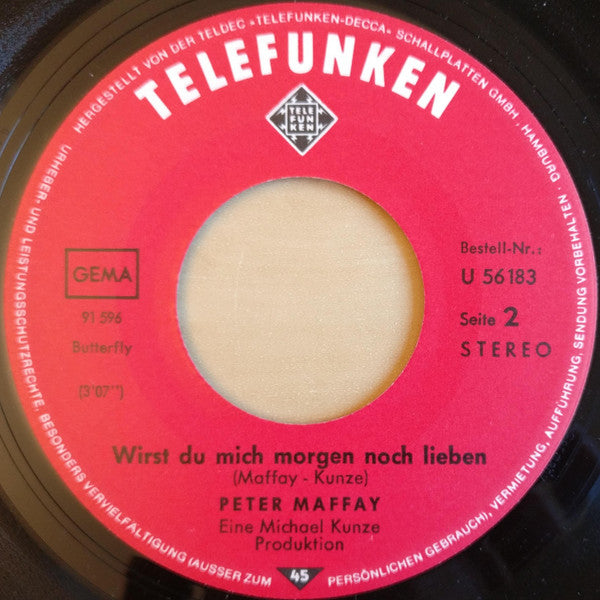 HERGESTELLT VON DER TELDEC »TELEFUNKEN-DECCA« SCHALLPLATTEN GMBH , HAMBURG .
URHEBER- UND LEISTUNGSSCHUTZRECHTE, BESONDERS VERVIELFÄLTIGUNG (AUSSER ZUM PERSÖNLICHEN GEBRAUCH), VERMIETUNG, AUFFÜHRUNG, SENDUNG VORBEHALTEN ·
TELEFUNKEN
TELE
FUN
KEN
GEMA
91 596
Butterfly
(3'07'')
Bestell-Nr.:
U 56183
Seite 2
STEREO
Wirst du mich morgen noch lieben
(Maffay - Kunze)
PETER MAFFAY
Eine Michael Kunze
Produktion
45